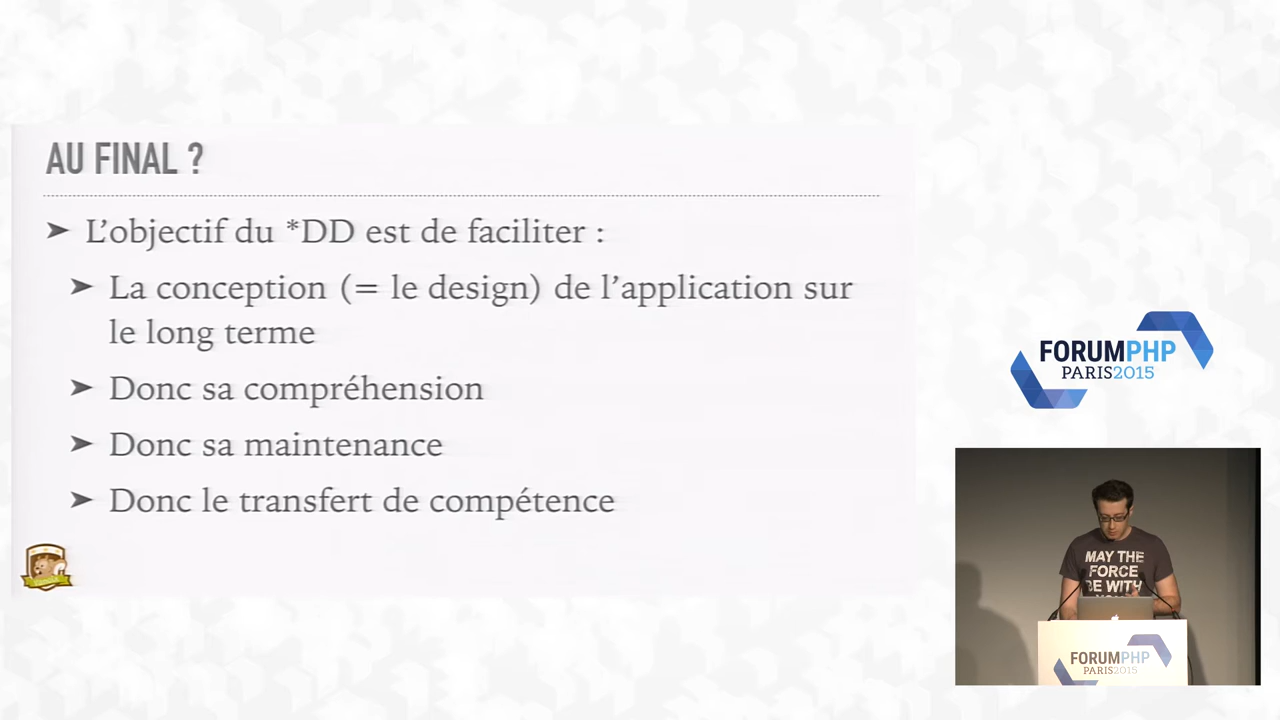 AU FINAL ?
➤ L'objectif du *DD est de faciliter :
➤ La conception (= le design) de l'application sur
le long terme
➤ Donc sa compréhension
➤ Donc sa maintenance
➤ Donc le transfert de compétence
FORUMPHP
PARIS2015
MAY THE
FORCE
BE WITH
FORUMPHP
PARIS2015